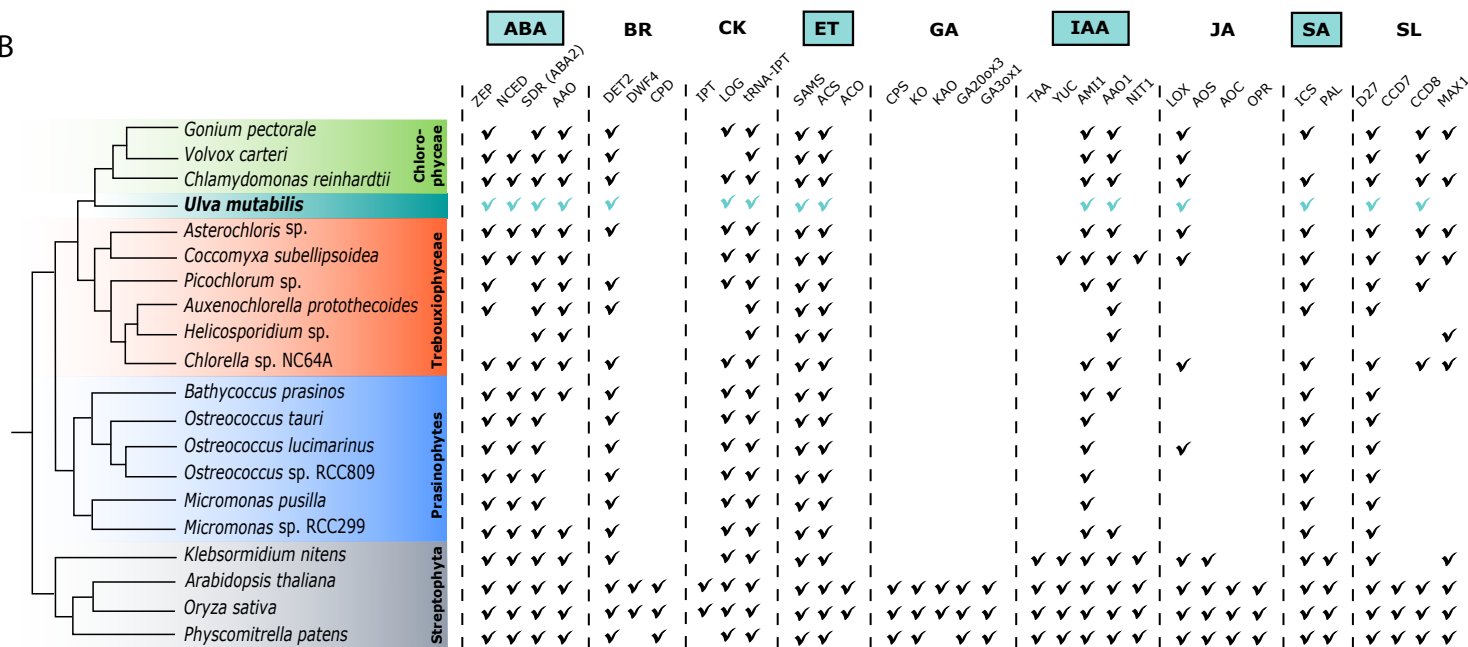 B
ABA BR CK ET GA IAA JA SA SL
ZEP NCED SDR (ABA2) AAO DET2 DWF4 CPD IPT LOG tRNA-IPT SAMS ACS ACO CPS KO KAO GA20ox3 GA3ox1 TAA YUC AMI1 AAO1 NIT1 LOX AOS AOC OPR ICS PAL D27 CCD7 CCD8 MAX1
Chloro-
phyceae
Gonium pectorale
Volvox carteri
Chlamydomonas reinhardtii
Ulva mutabilis
Trebouxiophyceae
Asterochloris sp.
Coccomyxa subellipsoidea
Picochlorum sp.
Auxenochlorella protothecoides
Helicosporidium sp.
Chlorella sp. NC64A
Prasinophytes
Bathycoccus prasinos
Ostreococcus tauri
Ostreococcus lucimarinus
Ostreococcus sp. RCC809
Micromonas pusilla
Micromonas sp. RCC299
Streptophyta
Klebsormidium nitens
Arabidopsis thaliana
Oryza sativa
Physcomitrella patens